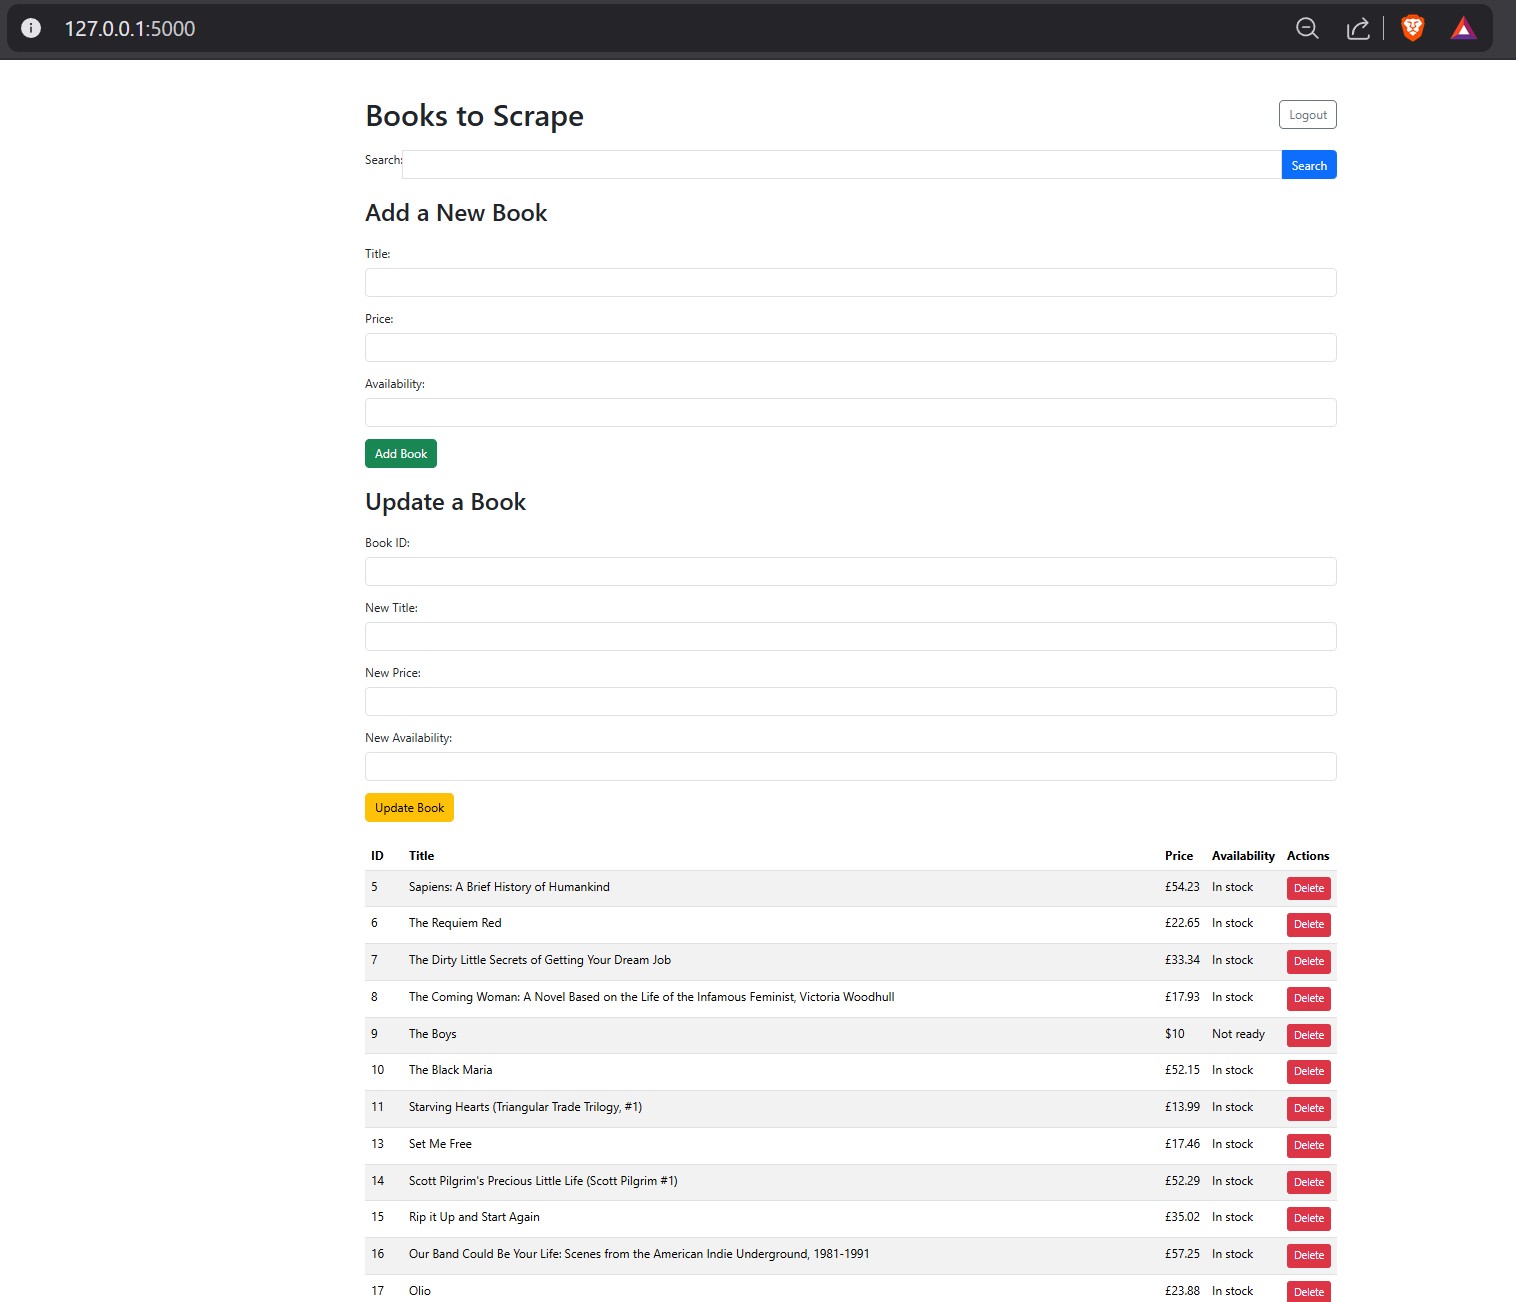 127.0.0.1:5000
Books to Scrape
Logout
Search:
Search
Add a New Book
Title:
Price:
Availability:
Add Book
Update a Book
Book ID:
New Title:
New Price:
New Availability:
Update Book
ID Title Price Availability Actions
5 Sapiens: A Brief History of Humankind £54.23 In stock Delete
6 The Requiem Red £22.65 In stock Delete
7 The Dirty Little Secrets of Getting Your Dream Job £33.34 In stock Delete
8 The Coming Woman: A Novel Based on the Life of the Infamous Feminist, Victoria Woodhull £17.93 In stock Delete
9 The Boys $10 Not ready Delete
10 The Black Maria £52.15 In stock Delete
11 Starving Hearts (Triangular Trade Trilogy, #1) £13.99 In stock Delete
13 Set Me Free £17.46 In stock Delete
14 Scott Pilgrim's Precious Little Life (Scott Pilgrim #1) £52.29 In stock Delete
15 Rip it Up and Start Again £35.02 In stock Delete
16 Our Band Could Be Your Life: Scenes from the American Indie Underground, 1981-1991 £57.25 In stock Delete
17 Olio £23.88 In stock Delete